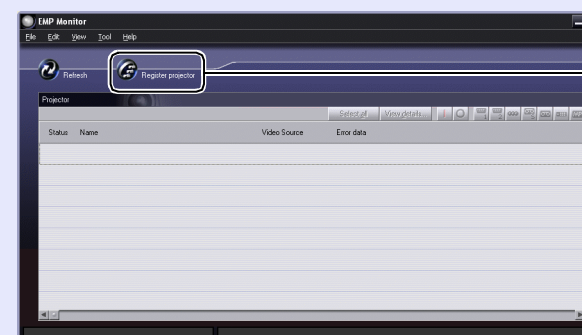 EMP Monitor
File Edit View Tool Help
Refresh Register projector
Projector
Select all View details
Status Name Video Source Error data